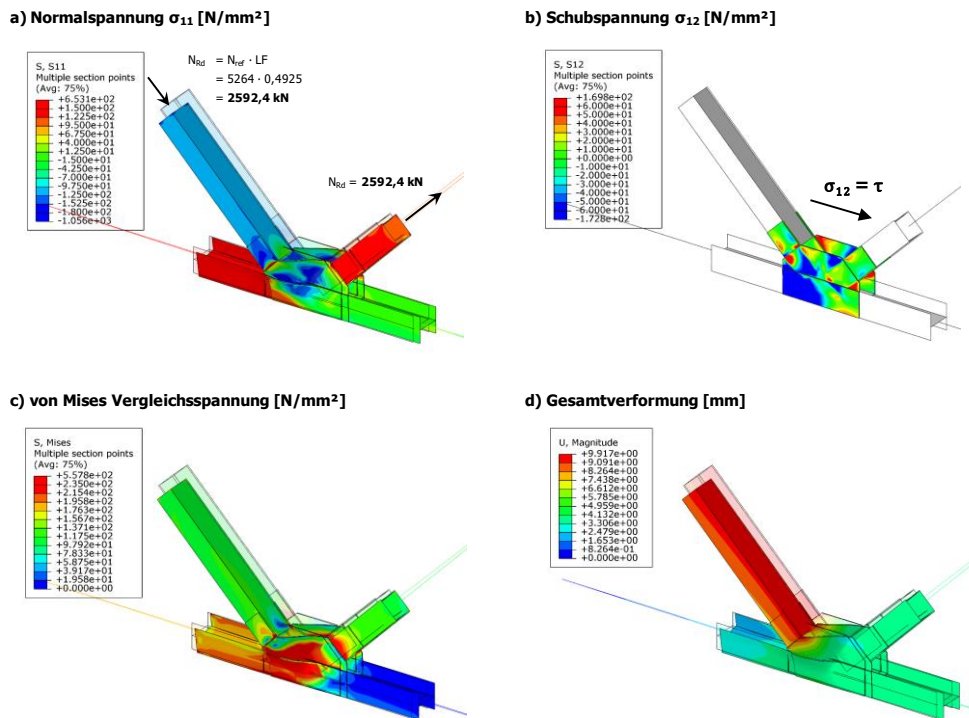 a) Normalspannung σ₁₁ [N/mm²]
S, S11
Multiple section points
(Avg: 75%)
+6.531e+02
+1.500e+02
+1.225e+02
+9.500e+01
+6.750e+01
+4.000e+01
+1.250e+01
-1.500e+01
-4.250e+01
-7.000e+01
-9.750e+01
-1.250e+02
-1.525e+02
-1.800e+02
-1.056e+03
N_Rd = N_ref · LF
= 5264 · 0,4925
= 2592,4 kN
N_Rd = 2592,4 kN
b) Schubspannung σ₁₂ [N/mm²]
S, S12
Multiple section points
(Avg: 75%)
+1.698e+02
+6.000e+01
+5.000e+01
+4.000e+01
+3.000e+01
+2.000e+01
+1.000e+01
+0.000e+00
-1.000e+01
-2.000e+01
-3.000e+01
-4.000e+01
-5.000e+01
-6.000e+01
-1.728e+02
σ₁₂ = τ
c) von Mises Vergleichsspannung [N/mm²]
S, Mises
Multiple section points
(Avg: 75%)
+5.578e+02
+2.350e+02
+2.154e+02
+1.958e+02
+1.763e+02
+1.567e+02
+1.371e+02
+1.175e+02
+9.792e+01
+7.833e+01
+5.875e+01
+3.917e+01
+1.958e+01
+0.000e+00
d) Gesamtverformung [mm]
U, Magnitude
+9.917e+00
+9.091e+00
+8.264e+00
+7.438e+00
+6.612e+00
+5.785e+00
+4.959e+00
+4.132e+00
+3.306e+00
+2.479e+00
+1.653e+00
+8.264e-01
+0.000e+00